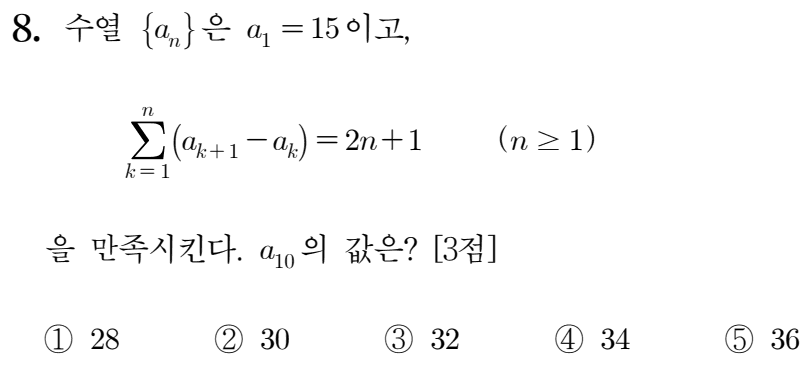 8. 수열 {aₙ}은 a₁ = 15이고,
∑ₖ₌₁ⁿ (aₖ₊₁ − aₖ) = 2n+1 (n ≥ 1)
을 만족시킨다. a₁₀의 값은? [3점]
① 28 ② 30 ③ 32 ④ 34 ⑤ 36